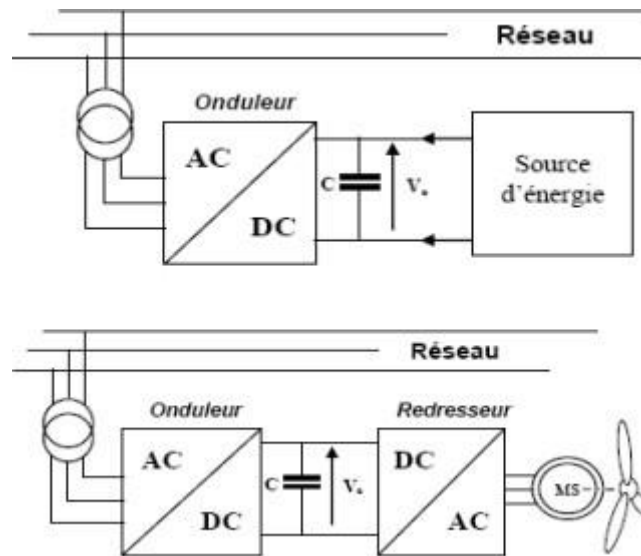 Réseau
Onduleur
AC
DC
C
Source
d'énergie
Réseau
Onduleur
Redresseur
AC
DC
C
DC
AC
MS